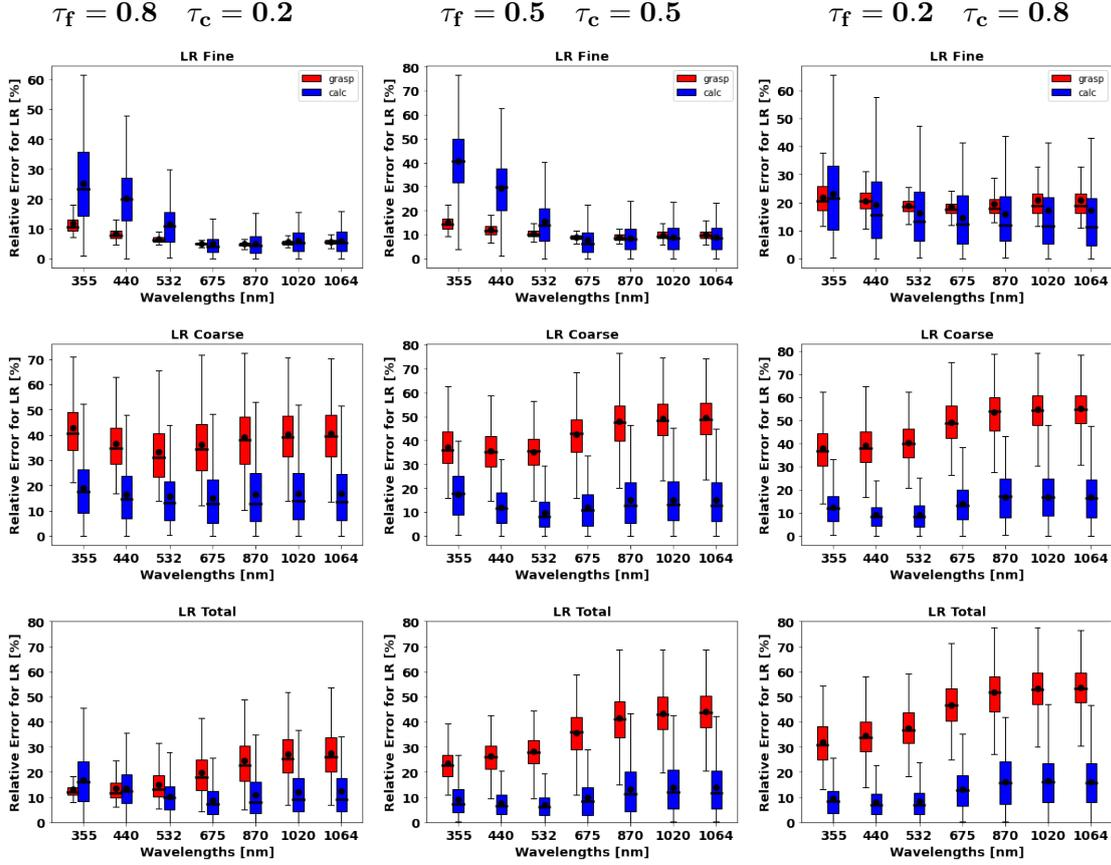 τf = 0.8 τc = 0.2 τf = 0.5 τc = 0.5 τf = 0.2 τc = 0.8
LR Fine
Relative Error for LR [%]
60
50
40
30
20
10
0
grasp
calc
355 440 532 675 870 1020 1064
Wavelengths [nm]
LR Fine
Relative Error for LR [%]
80
70
60
50
40
30
20
10
0
grasp
calc
355 440 532 675 870 1020 1064
Wavelengths [nm]
LR Fine
Relative Error for LR [%]
60
50
40
30
20
10
0
grasp
calc
355 440 532 675 870 1020 1064
Wavelengths [nm]
LR Coarse
Relative Error for LR [%]
70
60
50
40
30
20
10
0
355 440 532 675 870 1020 1064
Wavelengths [nm]
LR Coarse
Relative Error for LR [%]
80
70
60
50
40
30
20
10
0
355 440 532 675 870 1020 1064
Wavelengths [nm]
LR Coarse
Relative Error for LR [%]
80
70
60
50
40
30
20
10
0
355 440 532 675 870 1020 1064
Wavelengths [nm]
LR Total
Relative Error for LR [%]
80
70
60
50
40
30
20
10
0
355 440 532 675 870 1020 1064
Wavelengths [nm]
LR Total
Relative Error for LR [%]
80
70
60
50
40
30
20
10
0
355 440 532 675 870 1020 1064
Wavelengths [nm]
LR Total
Relative Error for LR [%]
80
70
60
50
40
30
20
10
0
355 440 532 675 870 1020 1064
Wavelengths [nm]